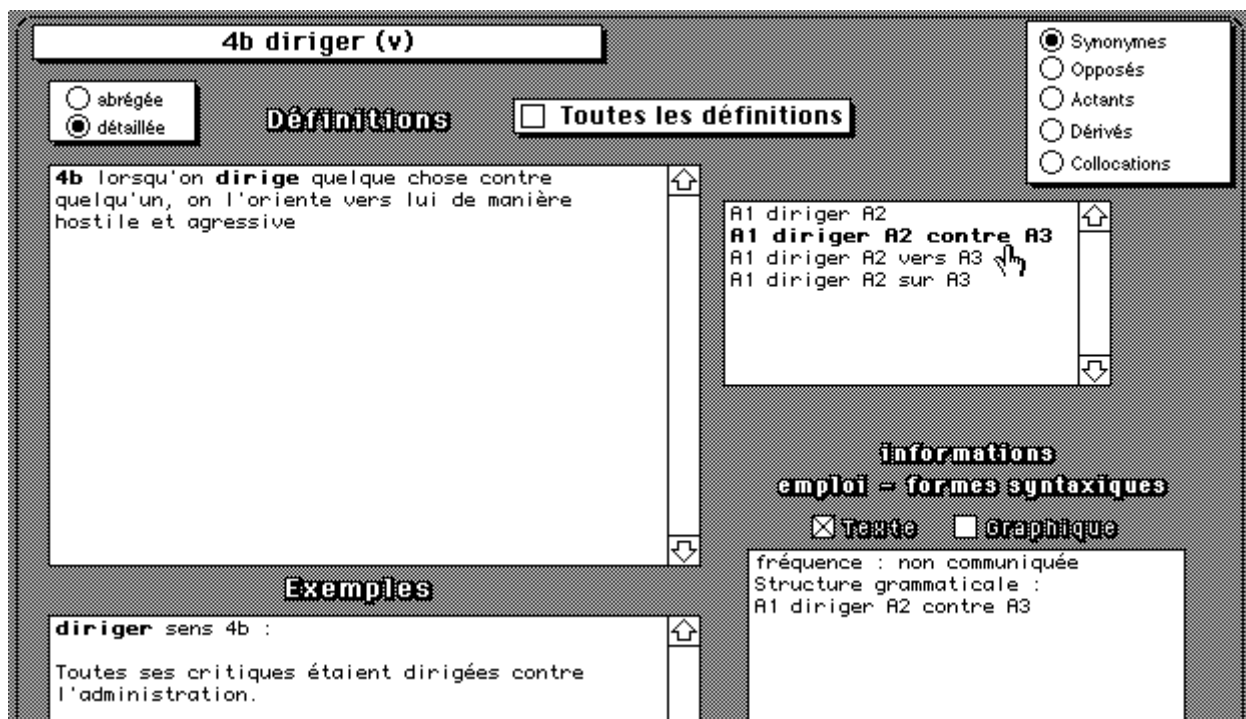 4b diriger (v)
abrégée
détaillée
Définitions
Toutes les définitions
Synonymes
Opposés
Actants
Dérivés
Collocations
4b lorsqu'on dirige quelque chose contre
quelqu'un, on l'oriente vers lui de manière
hostile et agressive
A1 diriger A2
A1 diriger A2 contre A3
A1 diriger A2 vers A3
A1 diriger A2 sur A3
informations
emploi - formes syntaxiques
Texte
Graphique
fréquence : non communiquée
Structure grammaticale :
A1 diriger A2 contre A3
Exemples
diriger sens 4b :
Toutes ses critiques étaient dirigées contre
l'administration.